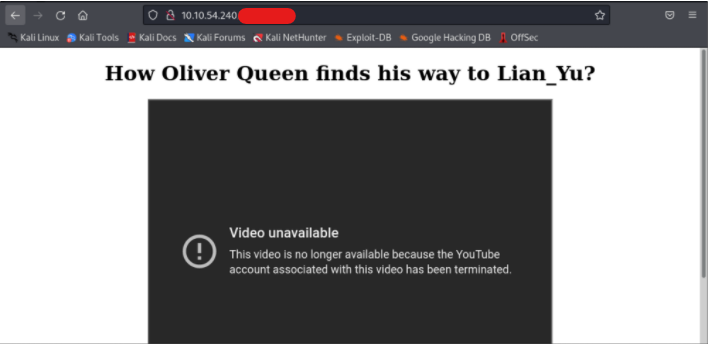 10.10.54.240
Kali Linux Kali Tools Kali Docs Kali Forums Kali NetHunter Exploit-DB Google Hacking DB OffSec
How Oliver Queen finds his way to Lian_Yu?
Video unavailable
This video is no longer available because the YouTube
account associated with this video has been terminated.